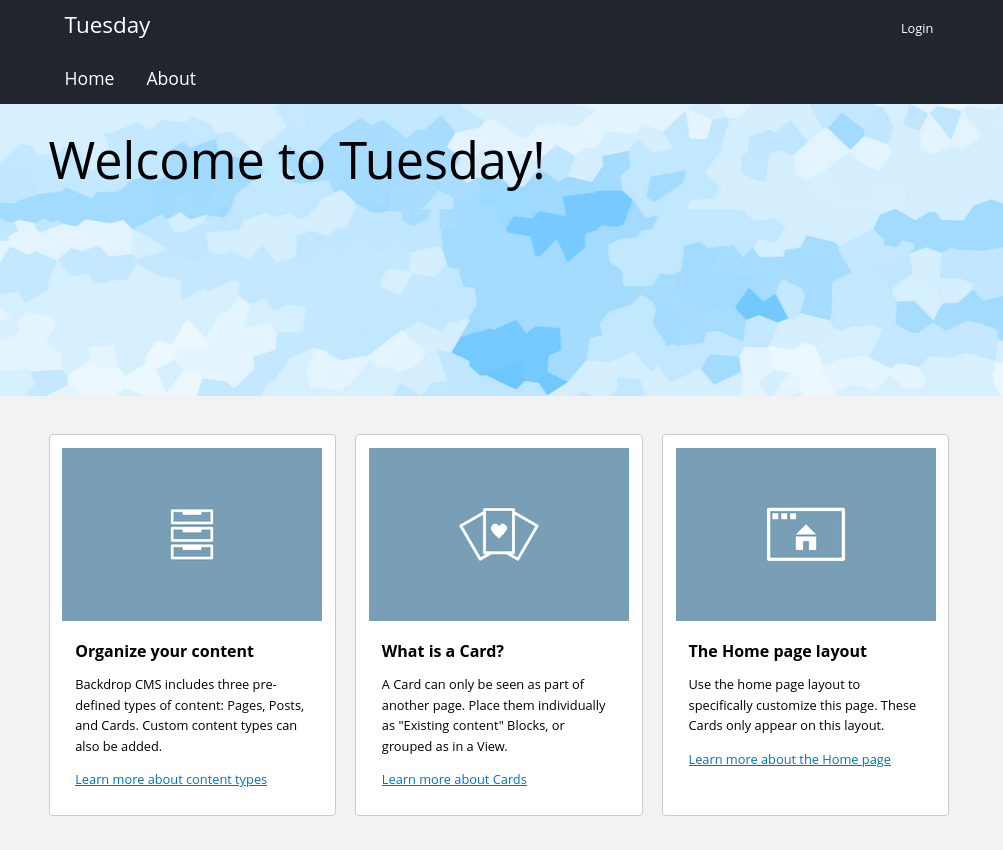 Tuesday
Login
Home
About
Welcome to Tuesday!
Organize your content
Backdrop CMS includes three pre-
defined types of content: Pages, Posts,
and Cards. Custom content types can
also be added.
Learn more about content types
What is a Card?
A Card can only be seen as part of
another page. Place them individually
as "Existing content" Blocks, or
grouped as in a View.
Learn more about Cards
The Home page layout
Use the home page layout to
specifically customize this page. These
Cards only appear on this layout.
Learn more about the Home page